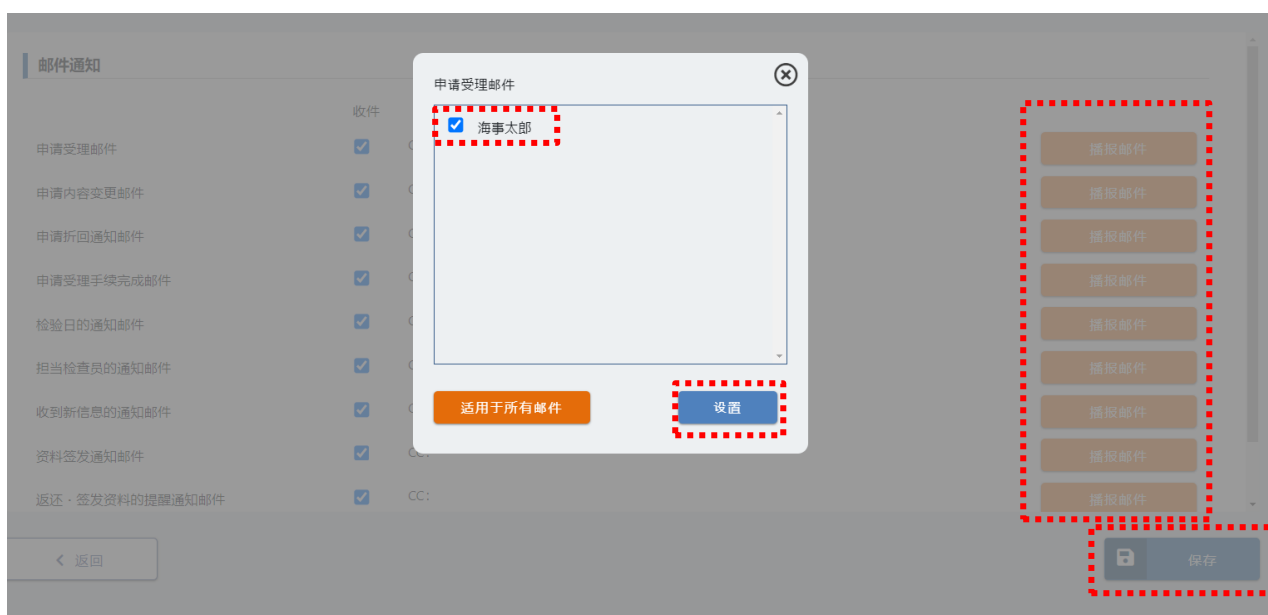 邮件通知
收件
申请受理邮件 播报邮件
申请内容变更邮件 播报邮件
申请折回通知邮件 播报邮件
申请受理手续完成邮件 播报邮件
检验日的通知邮件 播报邮件
担当检查员的通知邮件 播报邮件
收到新信息的通知邮件 播报邮件
资料签发通知邮件 CC: 播报邮件
返还·签发资料的提醒通知邮件 CC: 播报邮件
申请受理邮件
海事太郎
适用于所有邮件 设置
返回 保存